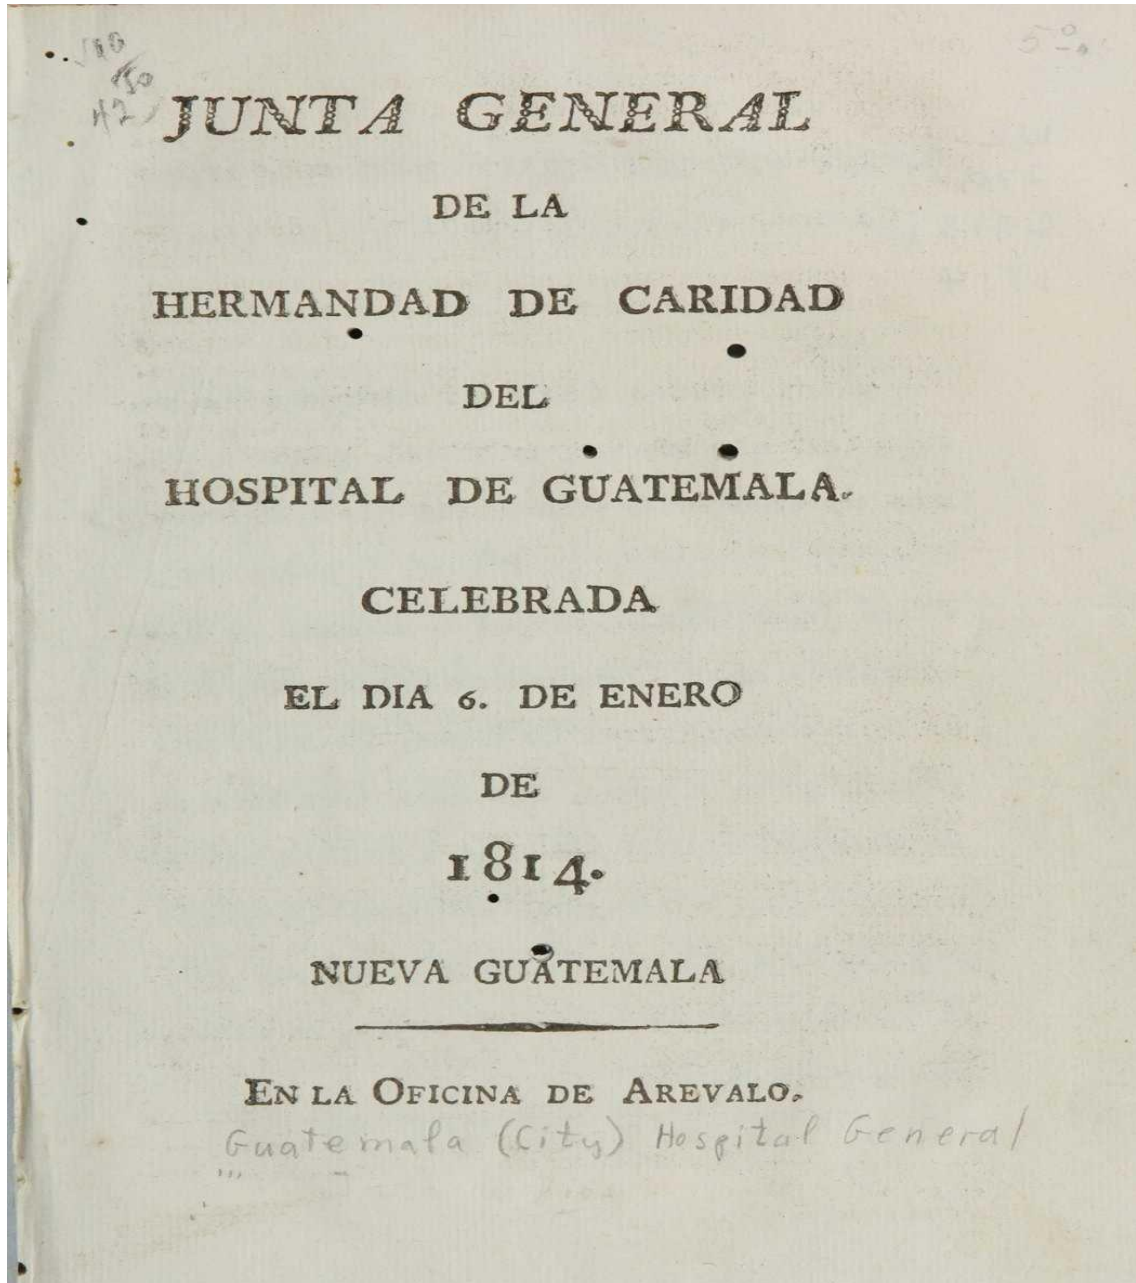 5º
JUNTA GENERAL
DE LA
HERMANDAD DE CARIDAD
DEL
HOSPITAL DE GUATEMALA.
CELEBRADA
EL DIA 6. DE ENERO
DE
1814.
NUEVA GUATEMALA
EN LA OFICINA DE AREVALO.
Guatemala (City) Hospital General